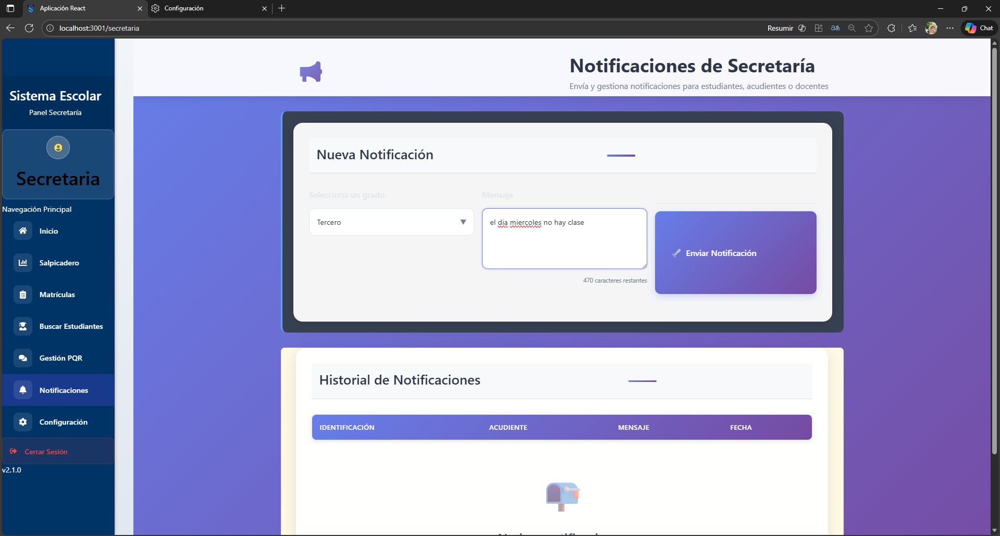 Aplicación React
Configuración
localhost:3001/secretaria
Resumir
Chat
Sistema Escolar
Panel Secretaría
Secretaria
Navegación Principal
Inicio
Salpicadero
Matrículas
Buscar Estudiantes
Gestión PQR
Notificaciones
Configuración
Cerrar Sesión
v2.1.0
Notificaciones de Secretaría
Envía y gestiona notificaciones para estudiantes, acudientes o docentes
Nueva Notificación
Selecciona un grado
Tercero
Mensaje
el dia miercoles no hay clase
470 caracteres restantes
Enviar Notificación
Historial de Notificaciones
IDENTIFICACIÓN ACUDIENTE MENSAJE FECHA